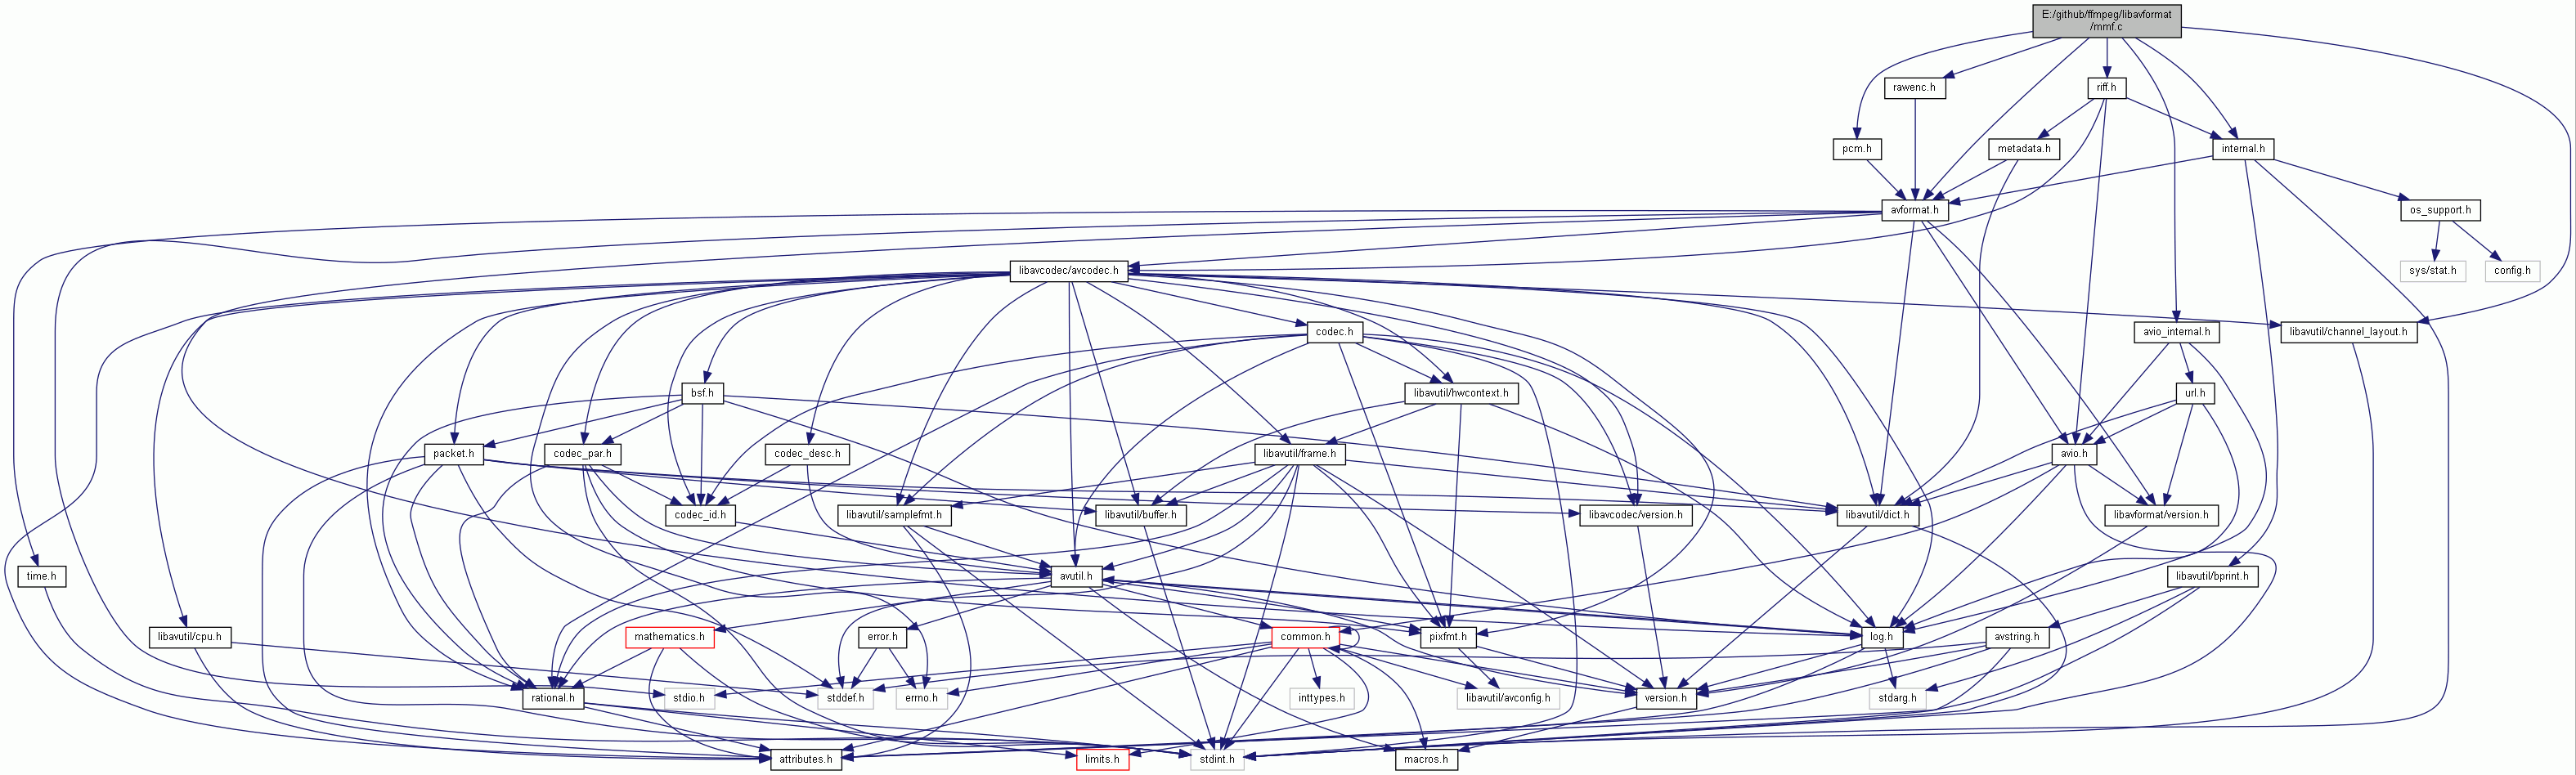 E:/github/ffmpeg/libavformat
/mmf.c
rawenc.h
riff.h
pcm.h
metadata.h
internal.h
avformat.h
os_support.h
libavcodec/avcodec.h
sys/stat.h
config.h
codec.h
avio_internal.h
libavutil/channel_layout.h
bsf.h
libavutil/hwcontext.h
url.h
packet.h
codec_par.h
codec_desc.h
libavutil/frame.h
avio.h
codec_id.h
libavutil/samplefmt.h
libavutil/buffer.h
libavcodec/version.h
libavutil/dict.h
libavformat/version.h
time.h
avutil.h
libavutil/bprint.h
libavutil/cpu.h
mathematics.h
error.h
common.h
pixfmt.h
log.h
avstring.h
rational.h
stdio.h
stddef.h
errno.h
inttypes.h
libavutil/avconfig.h
version.h
stdarg.h
attributes.h
limits.h
stdint.h
macros.h